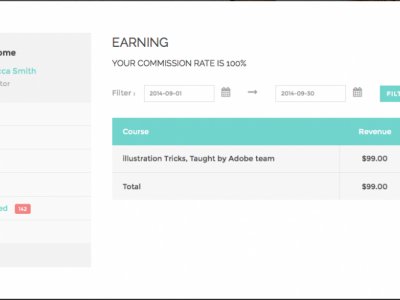 ome
cca Smith
tor
ed 142
EARNING
YOUR COMMISSION RATE IS 100%
Filter : 2014-09-01 → 2014-09-30 FILT
Course Revenue
illustration Tricks, Taught by Adobe team $99.00
Total $99.00